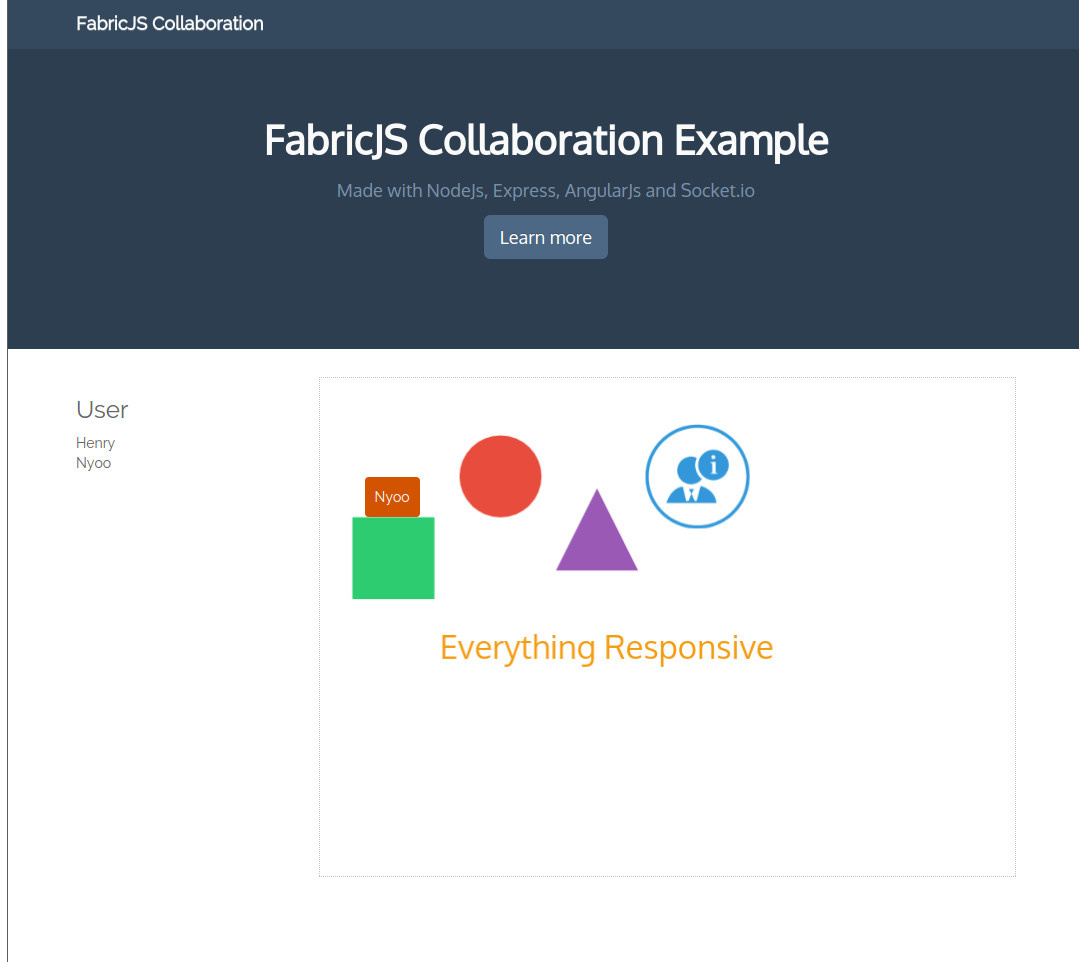 FabricJS Collaboration
FabricJS Collaboration Example
Made with NodeJs, Express, AngularJs and Socket.io
Learn more
User
Henry
Nyoo
Nyoo
i
Everything Responsive